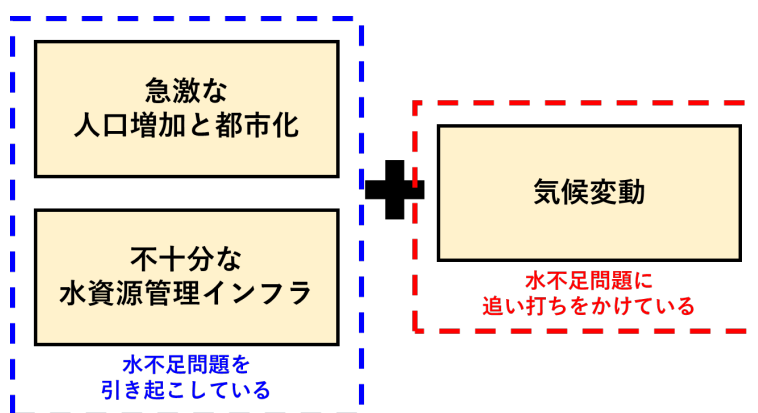 急激な
人口増加と都市化
不十分な
水資源管理インフラ
水不足問題を
引き起こしている
気候変動
水不足問題に
追い打ちをかけている